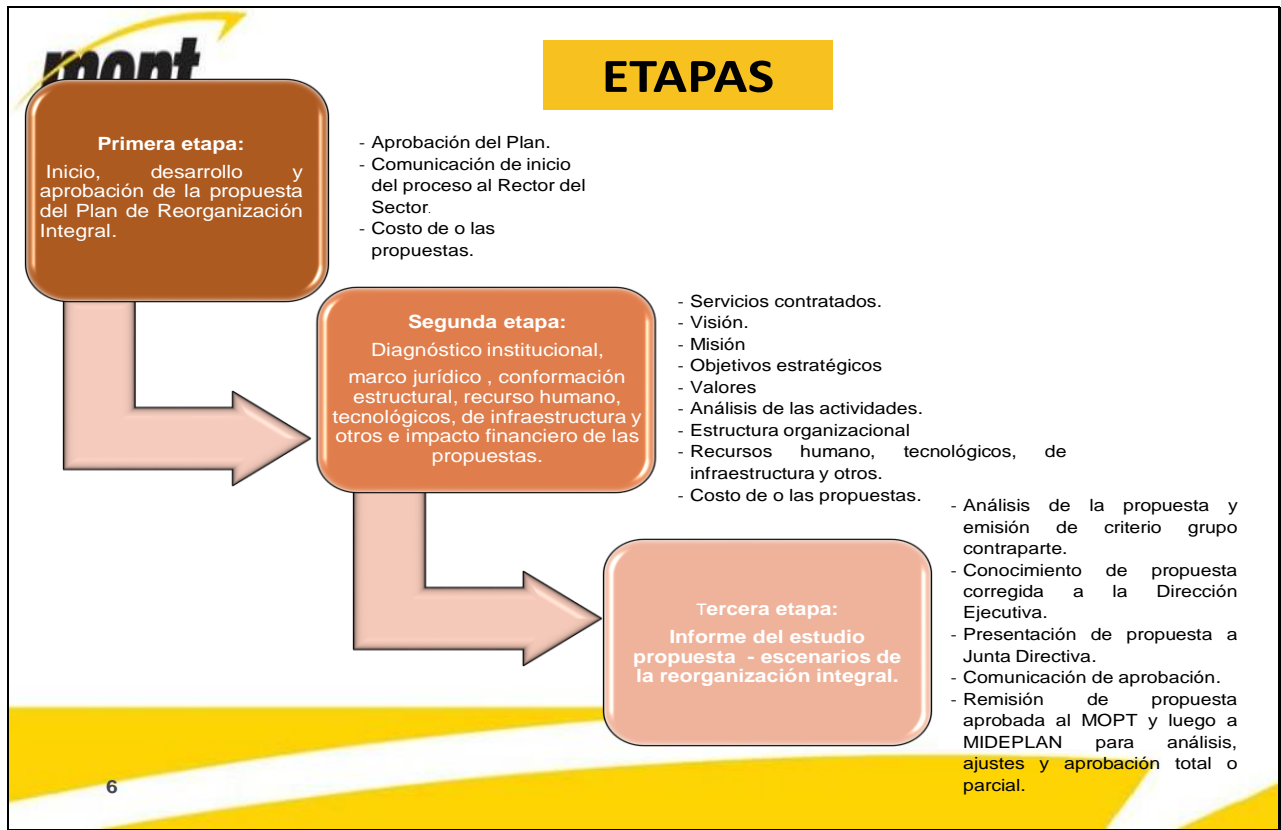 mopt
ETAPAS
Primera etapa:
Inicio, desarrollo y
aprobación de la propuesta
del Plan de Reorganización
Integral.
- Aprobación del Plan.
- Comunicación de inicio
del proceso al Rector del
Sector.
- Costo de o las
propuestas.
Segunda etapa:
Diagnóstico institucional,
marco jurídico , conformación
estructural, recurso humano,
tecnológicos, de infraestructura y
otros e impacto financiero de las
propuestas.
- Servicios contratados.
- Visión.
- Misión
- Objetivos estratégicos
- Valores
- Análisis de las actividades.
- Estructura organizacional
- Recursos humano, tecnológicos, de
infraestructura y otros.
- Costo de o las propuestas.
Tercera etapa:
Informe del estudio
propuesta - escenarios de
la reorganización integral.
- Análisis de la propuesta y
emisión de criterio grupo
contraparte.
- Conocimiento de propuesta
corregida a la Dirección
Ejecutiva.
- Presentación de propuesta a
Junta Directiva.
- Comunicación de aprobación.
- Remisión de propuesta
aprobada al MOPT y luego a
MIDEPLAN para análisis,
ajustes y aprobación total o
parcial.
6